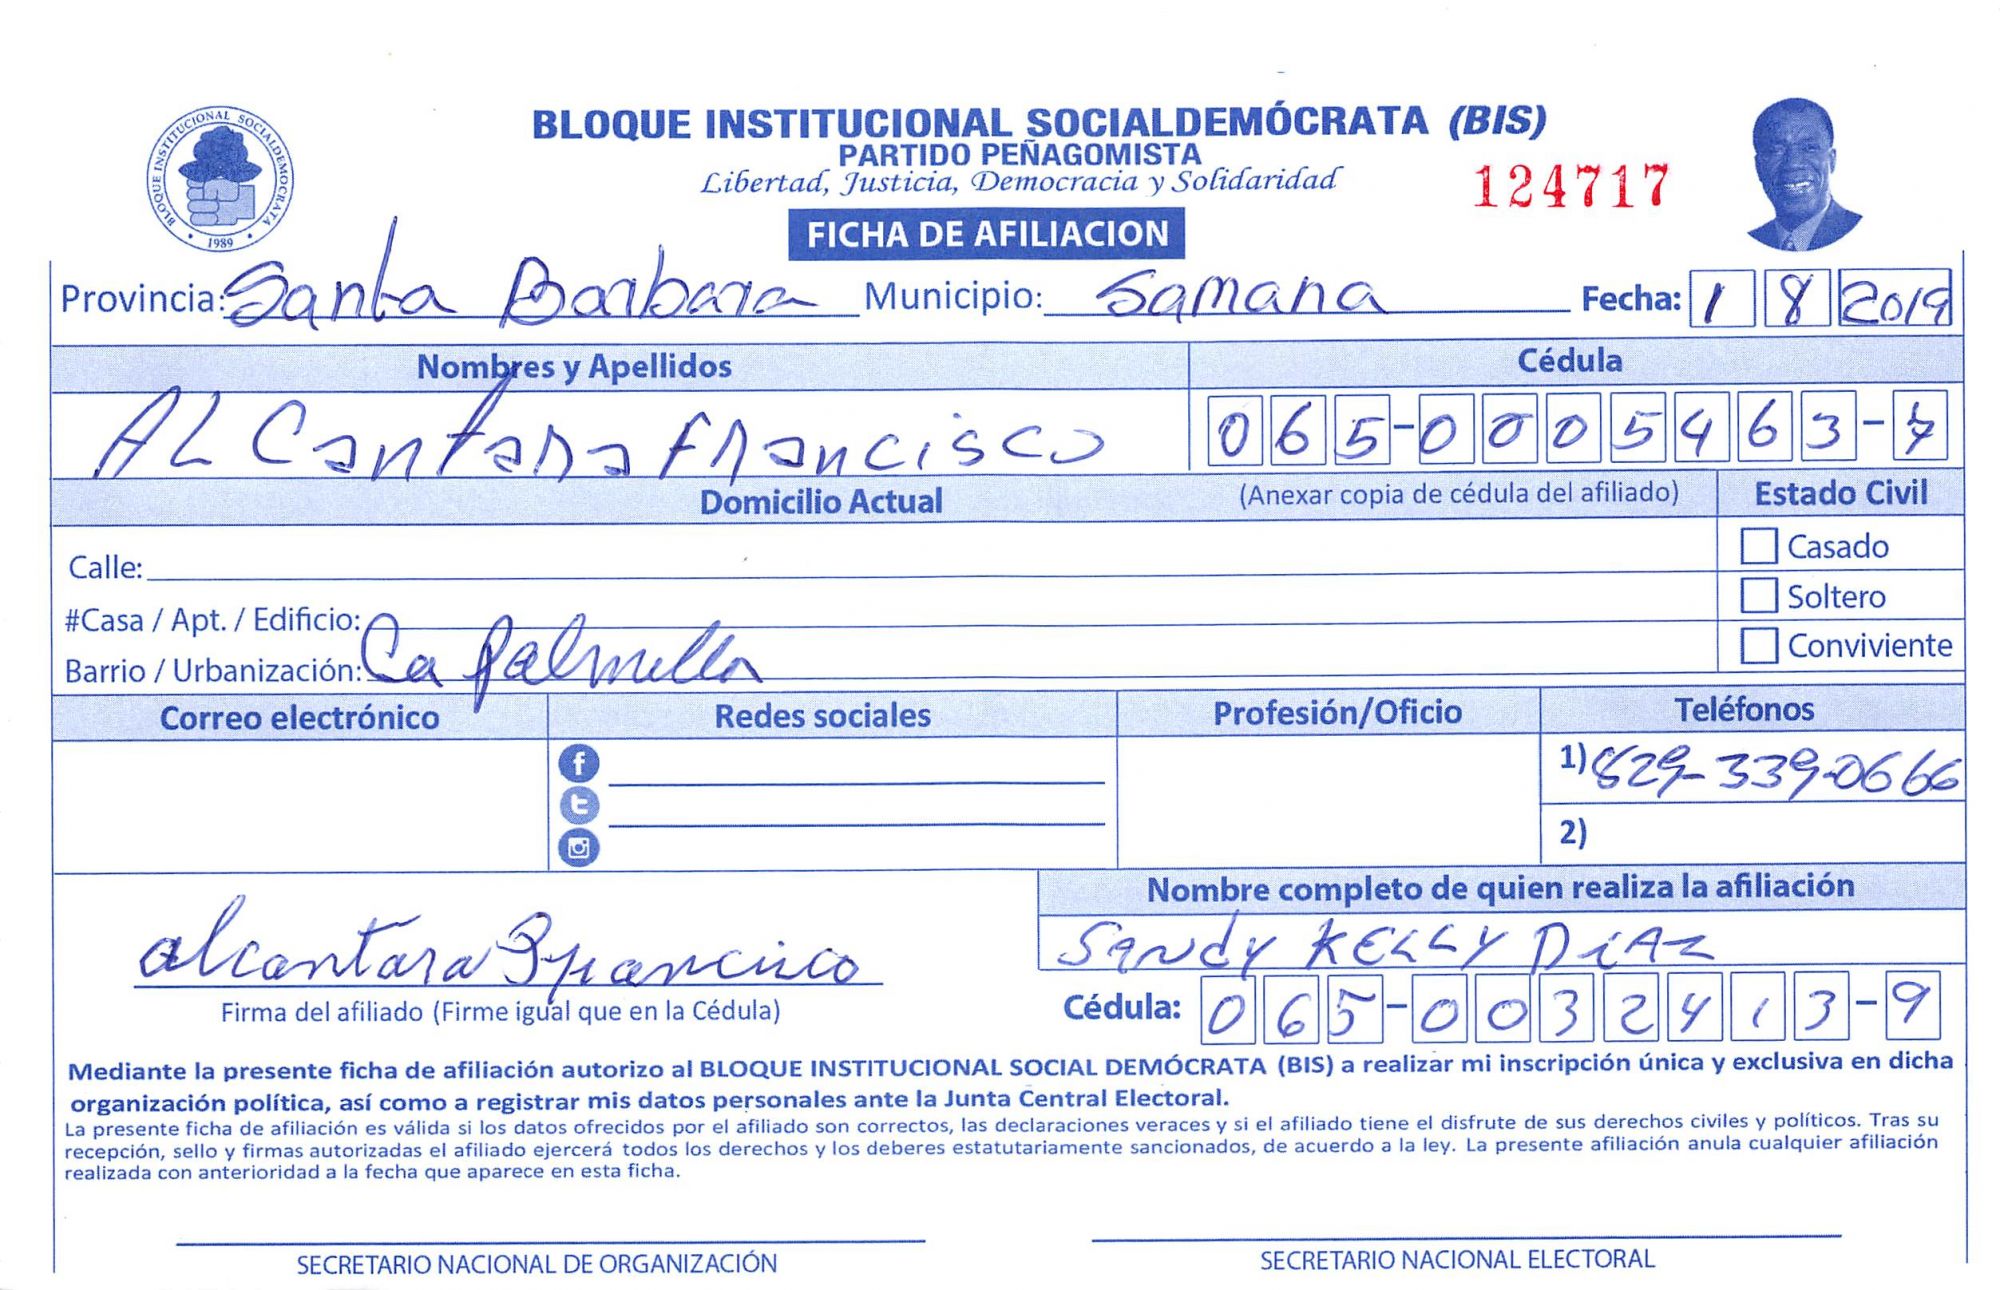 BLOQUE INSTITUCIONAL SOCIALDEMÓCRATA (BIS)
PARTIDO PEÑAGOMISTA
Libertad, Justicia, Democracia y Solidaridad
124717
BLOQUE INSTITUCIONAL SOCIALDEMOCRATA
• 1989 •
FICHA DE AFILIACION
Provincia: Santa Barbara Municipio: Samana Fecha: 1 8 2019
Nombres y Apellidos Cédula
ALCantara Francisco 065-0005463-7
Domicilio Actual (Anexar copia de cédula del afiliado) Estado Civil
Calle: Casado
#Casa / Apt. / Edificio: Soltero
Barrio / Urbanización: La palmilla Conviviente
Correo electrónico Redes sociales Profesión/Oficio Teléfonos
1) 829-339-0666
2)
Nombre completo de quien realiza la afiliación
Sandy KELLY DiAz
alcantara Francisco
Firma del afiliado (Firme igual que en la Cédula) Cédula: 065-0032413-9
Mediante la presente ficha de afiliación autorizo al BLOQUE INSTITUCIONAL SOCIAL DEMÓCRATA (BIS) a realizar mi inscripción única y exclusiva en dicha
organización política, así como a registrar mis datos personales ante la Junta Central Electoral.
La presente ficha de afiliación es válida si los datos ofrecidos por el afiliado son correctos, las declaraciones veraces y si el afiliado tiene el disfrute de sus derechos civiles y políticos. Tras su
recepción, sello y firmas autorizadas el afiliado ejercerá todos los derechos y los deberes estatutariamente sancionados, de acuerdo a la ley. La presente afiliación anula cualquier afiliación
realizada con anterioridad a la fecha que aparece en esta ficha.
SECRETARIO NACIONAL DE ORGANIZACIÓN SECRETARIO NACIONAL ELECTORAL